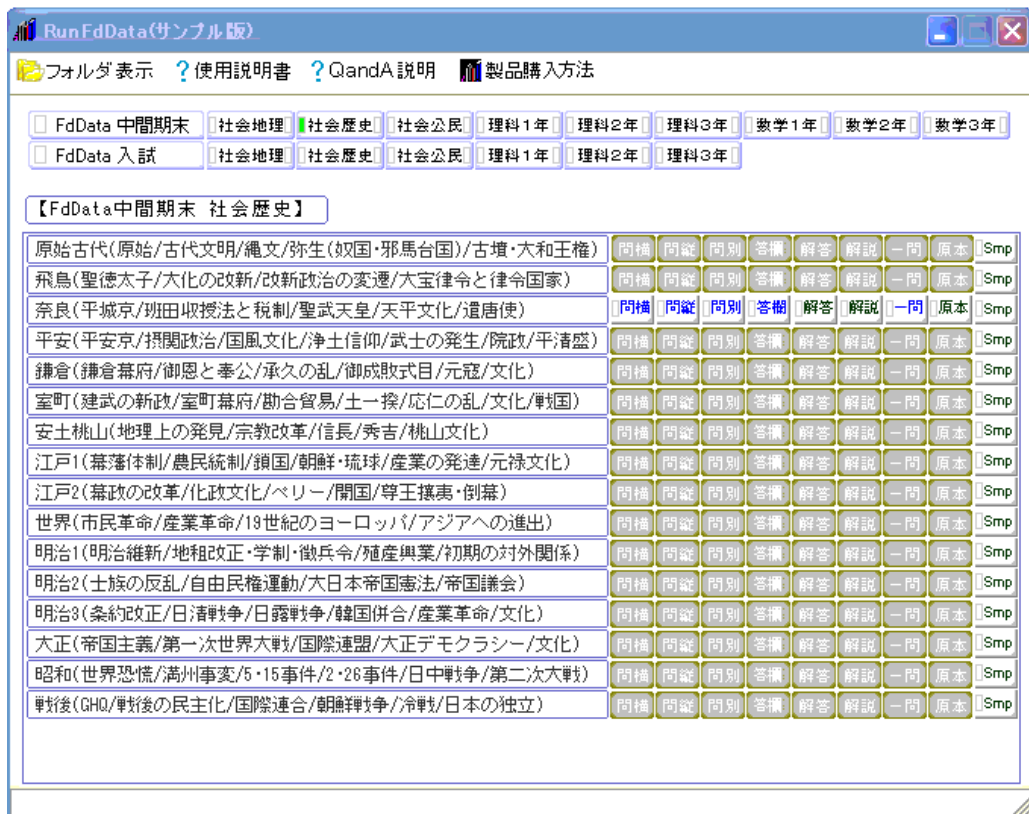 RunFdData(サンプル版)
フォルダ表示 ?使用説明書 ?QandA説明 製品購入方法
FdData 中間期末 社会地理 社会歴史 社会公民 理科1年 理科2年 理科3年 数学1年 数学2年 数学3年
FdData 入試 社会地理 社会歴史 社会公民 理科1年 理科2年 理科3年
【FdData中間期末 社会歴史】
原始古代(原始/古代文明/縄文/弥生(奴国・邪馬台国)/古墳・大和王権) 問横 問縦 問別 答欄 解答 解説 一問 原本 Smp
飛鳥(聖徳太子/大化の改新/改新政治の変遷/大宝律令と律令国家) 問横 問縦 問別 答欄 解答 解説 一問 原本 Smp
奈良(平城京/班田収授法と税制/聖武天皇/天平文化/遣唐使) 問横 問縦 問別 答欄 解答 解説 一問 原本 Smp
平安(平安京/摂関政治/国風文化/浄土信仰/武士の発生/院政/平清盛) 問横 問縦 問別 答欄 解答 解説 一問 原本 Smp
鎌倉(鎌倉幕府/御恩と奉公/承久の乱/御成敗式目/元寇/文化) 問横 問縦 問別 答欄 解答 解説 一問 原本 Smp
室町(建武の新政/室町幕府/勘合貿易/土一揆/応仁の乱/文化/戦国) 問横 問縦 問別 答欄 解答 解説 一問 原本 Smp
安土桃山(地理上の発見/宗教改革/信長/秀吉/桃山文化) 問横 問縦 問別 答欄 解答 解説 一問 原本 Smp
江戸1(幕藩体制/農民統制/鎖国/朝鮮・琉球/産業の発達/元禄文化) 問横 問縦 問別 答欄 解答 解説 一問 原本 Smp
江戸2(幕政の改革/化政文化/ペリー/開国/尊王攘夷・倒幕) 問横 問縦 問別 答欄 解答 解説 一問 原本 Smp
世界(市民革命/産業革命/19世紀のヨーロッパ/アジアへの進出) 問横 問縦 問別 答欄 解答 解説 一問 原本 Smp
明治1(明治維新/地租改正・学制・徴兵令/殖産興業/初期の対外関係) 問横 問縦 問別 答欄 解答 解説 一問 原本 Smp
明治2(士族の反乱/自由民権運動/大日本帝国憲法/帝国議会) 問横 問縦 問別 答欄 解答 解説 一問 原本 Smp
明治3(条約改正/日清戦争/日露戦争/韓国併合/産業革命/文化) 問横 問縦 問別 答欄 解答 解説 一問 原本 Smp
大正(帝国主義/第一次世界大戦/国際連盟/大正デモクラシー/文化) 問横 問縦 問別 答欄 解答 解説 一問 原本 Smp
昭和(世界恐慌/満州事変/5・15事件/2・26事件/日中戦争/第二次大戦) 問横 問縦 問別 答欄 解答 解説 一問 原本 Smp
戦後(GHQ/戦後の民主化/国際連合/朝鮮戦争/冷戦/日本の独立) 問横 問縦 問別 答欄 解答 解説 一問 原本 Smp